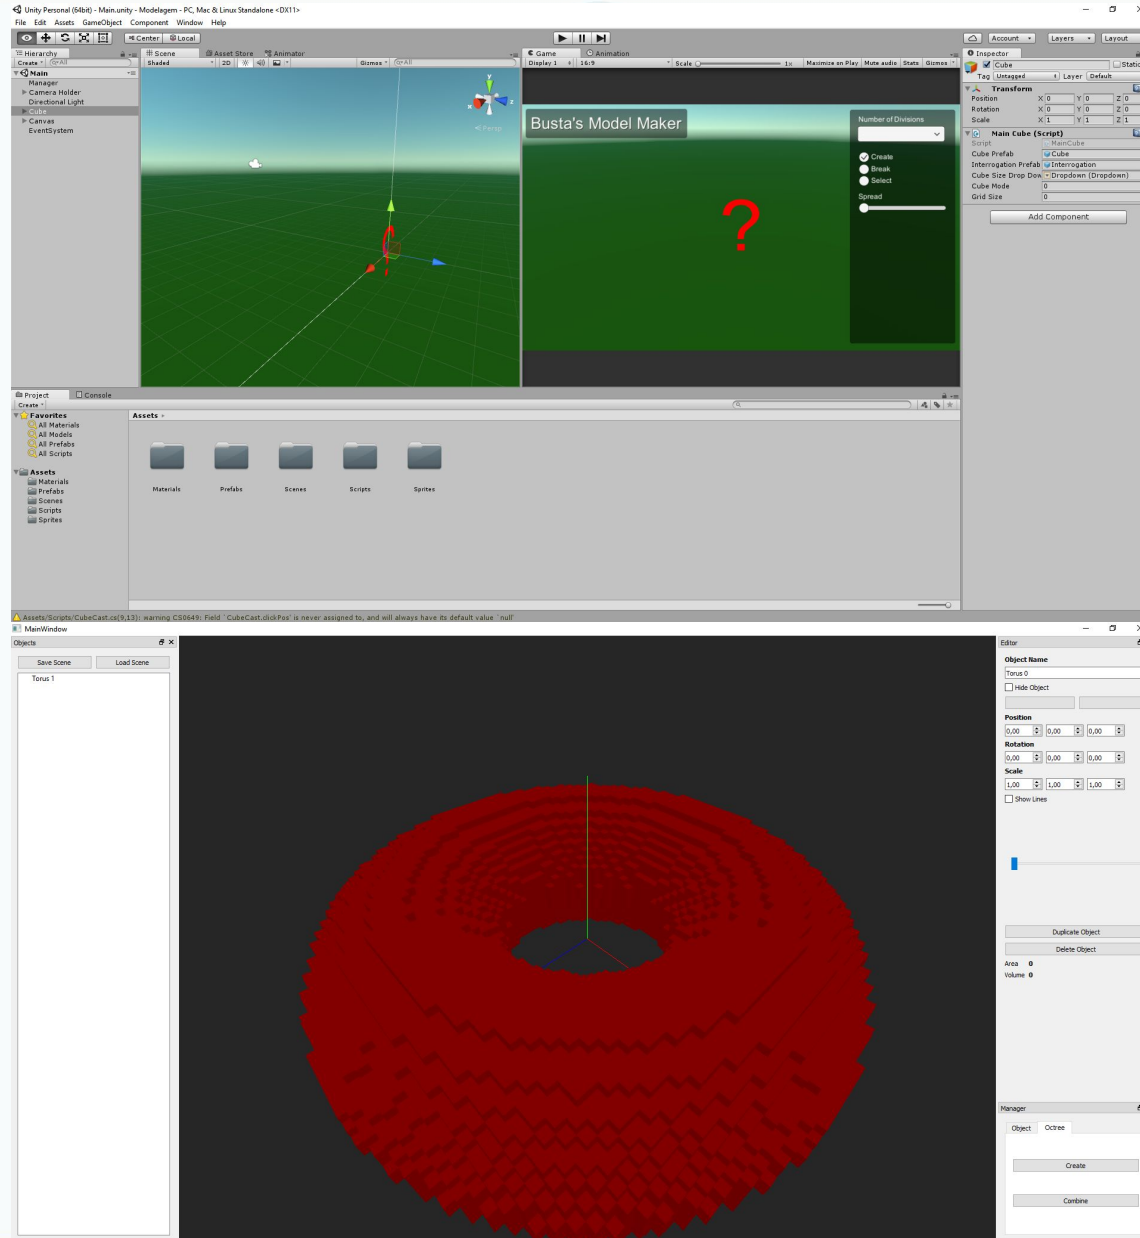 Unity Personal (64bit) - Main.unity - Modelagem - PC, Mac & Linux Standalone <DX11>
File Edit Assets GameObject Component Window Help
Center Local
Account Layers Layout
Hierarchy
Create All
Main
Manager
Camera Holder
Directional Light
Cube
Canvas
EventSystem
Scene Asset Store Animator
Shaded 2D Gizmos All
y
x z
Persp
Game Animation
Display 1 16:9 Scale 1x Maximize on Play Mute audio Stats Gizmos
Busta's Model Maker
?
Number of Divisions
Create
Break
Select
Spread
Inspector
Cube Static
Tag Untagged Layer Default
Transform
Position X 0 Y 0 Z 0
Rotation X 0 Y 0 Z 0
Scale X 1 Y 1 Z 1
Main Cube (Script)
Script MainCube
Cube Prefab Cube
Interrogation Prefab Interrogation
Cube Size Drop Dow Dropdown (Dropdown)
Cube Mode 0
Grid Size 0
Add Component
Project Console
Create
Favorites
All Materials
All Models
All Prefabs
All Scripts
Assets
Materials
Prefabs
Scenes
Scripts
Sprites
Assets
Materials Prefabs Scenes Scripts Sprites
Assets/Scripts/CubeCast.cs(9,13): warning CS0649: Field `CubeCast.clickPos' is never assigned to, and will always have its default value `null'
MainWindow
Objects
Save Scene Load Scene
Torus 1
Editor
Object Name
Torus 0
Hide Object
Position
0,00 0,00 0,00
Rotation
0,00 0,00 0,00
Scale
1,00 1,00 1,00
Show Lines
Duplicate Object
Delete Object
Area 0
Volume 0
Manager
Object Octree
Create
Combine